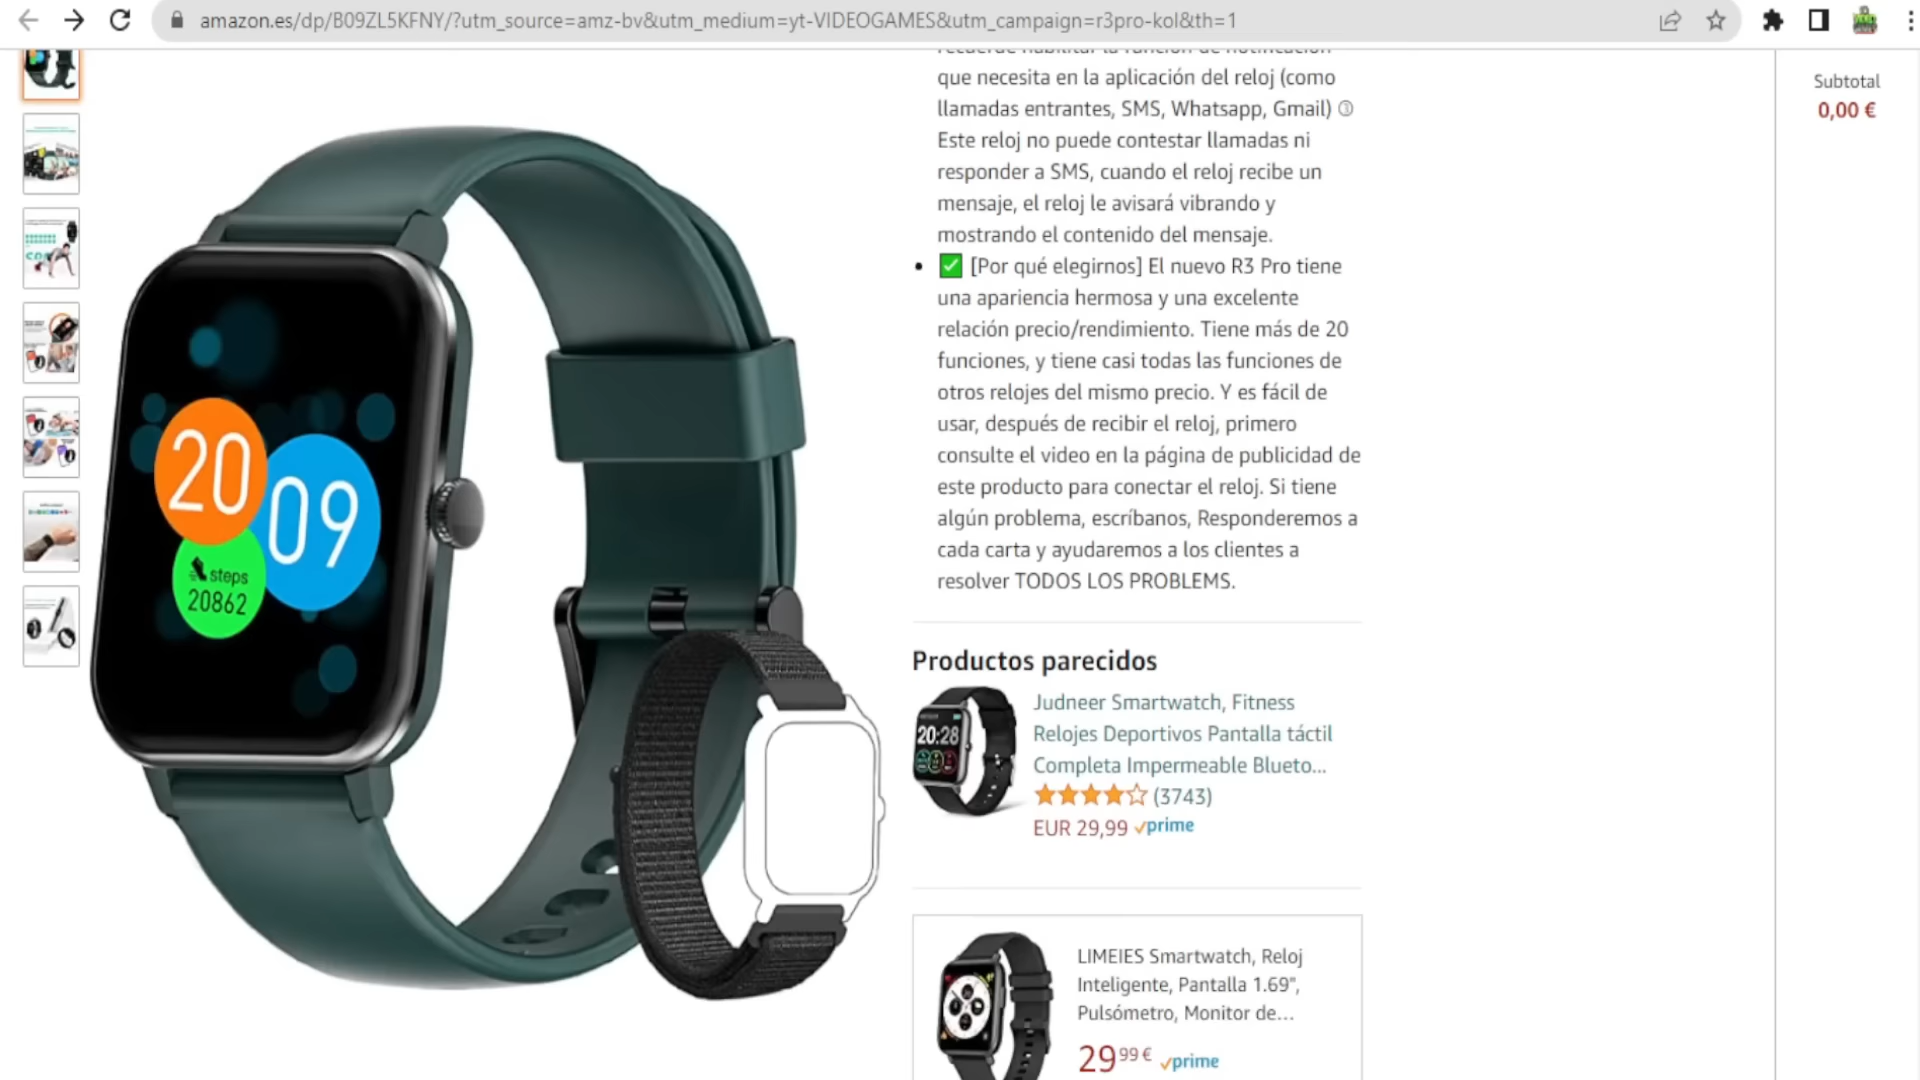 amazon.es/dp/B09ZL5KFNY/?utm_source=amz-bv&utm_medium=yt-VIDEOGAMES&utm_campaign=r3pro-kol&th=1
recuerde habilitar la función de notificación
que necesita en la aplicación del reloj (como
llamadas entrantes, SMS, Whatsapp, Gmail) ③
Este reloj no puede contestar llamadas ni
responder a SMS, cuando el reloj recibe un
mensaje, el reloj le avisará vibrando y
mostrando el contenido del mensaje.
• ✅ [Por qué elegirnos] El nuevo R3 Pro tiene
una apariencia hermosa y una excelente
relación precio/rendimiento. Tiene más de 20
funciones, y tiene casi todas las funciones de
otros relojes del mismo precio. Y es fácil de
usar, después de recibir el reloj, primero
consulte el video en la página de publicidad de
este producto para conectar el reloj. Si tiene
algún problema, escríbanos, Responderemos a
cada carta y ayudaremos a los clientes a
resolver TODOS LOS PROBLEMS.
Subtotal
0,00 €
20
09
steps
20862
Productos parecidos
20:28
Judneer Smartwatch, Fitness
Relojes Deportivos Pantalla táctil
Completa Impermeable Blueto...
(3743)
EUR 29,99 prime
LIMEIES Smartwatch, Reloj
Inteligente, Pantalla 1.69",
Pulsómetro, Monitor de...
29,99 € prime